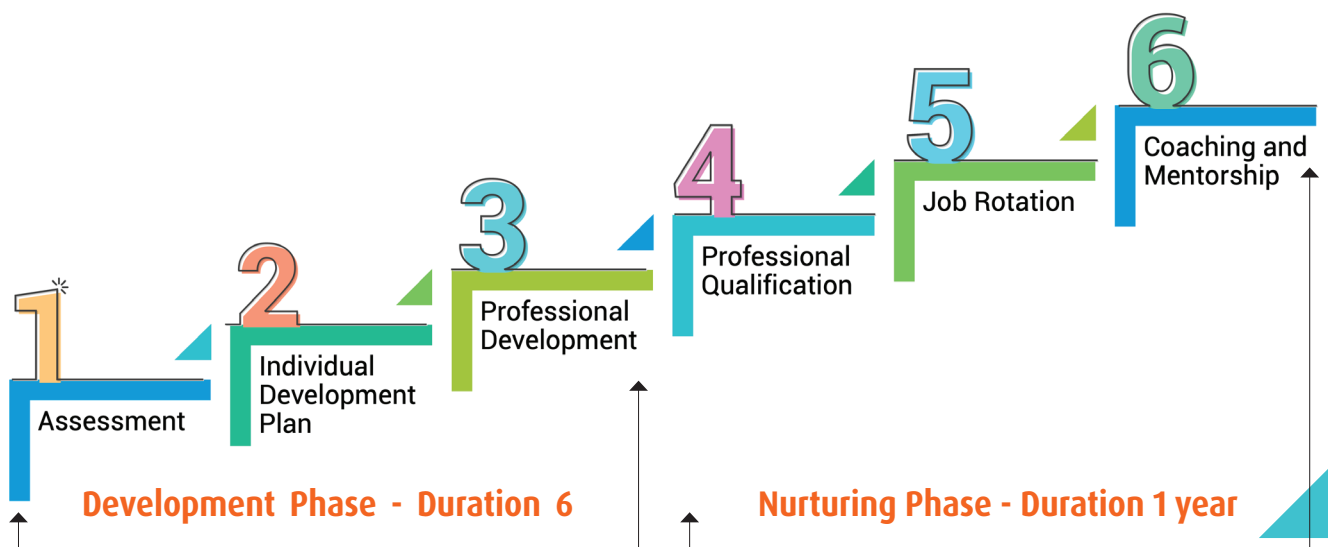 1
Assessment
2
Individual
Development
Plan
3
Professional
Development
4
Professional
Qualification
5
Job Rotation
6
Coaching and
Mentorship
Development Phase - Duration 6
Nurturing Phase - Duration 1 year